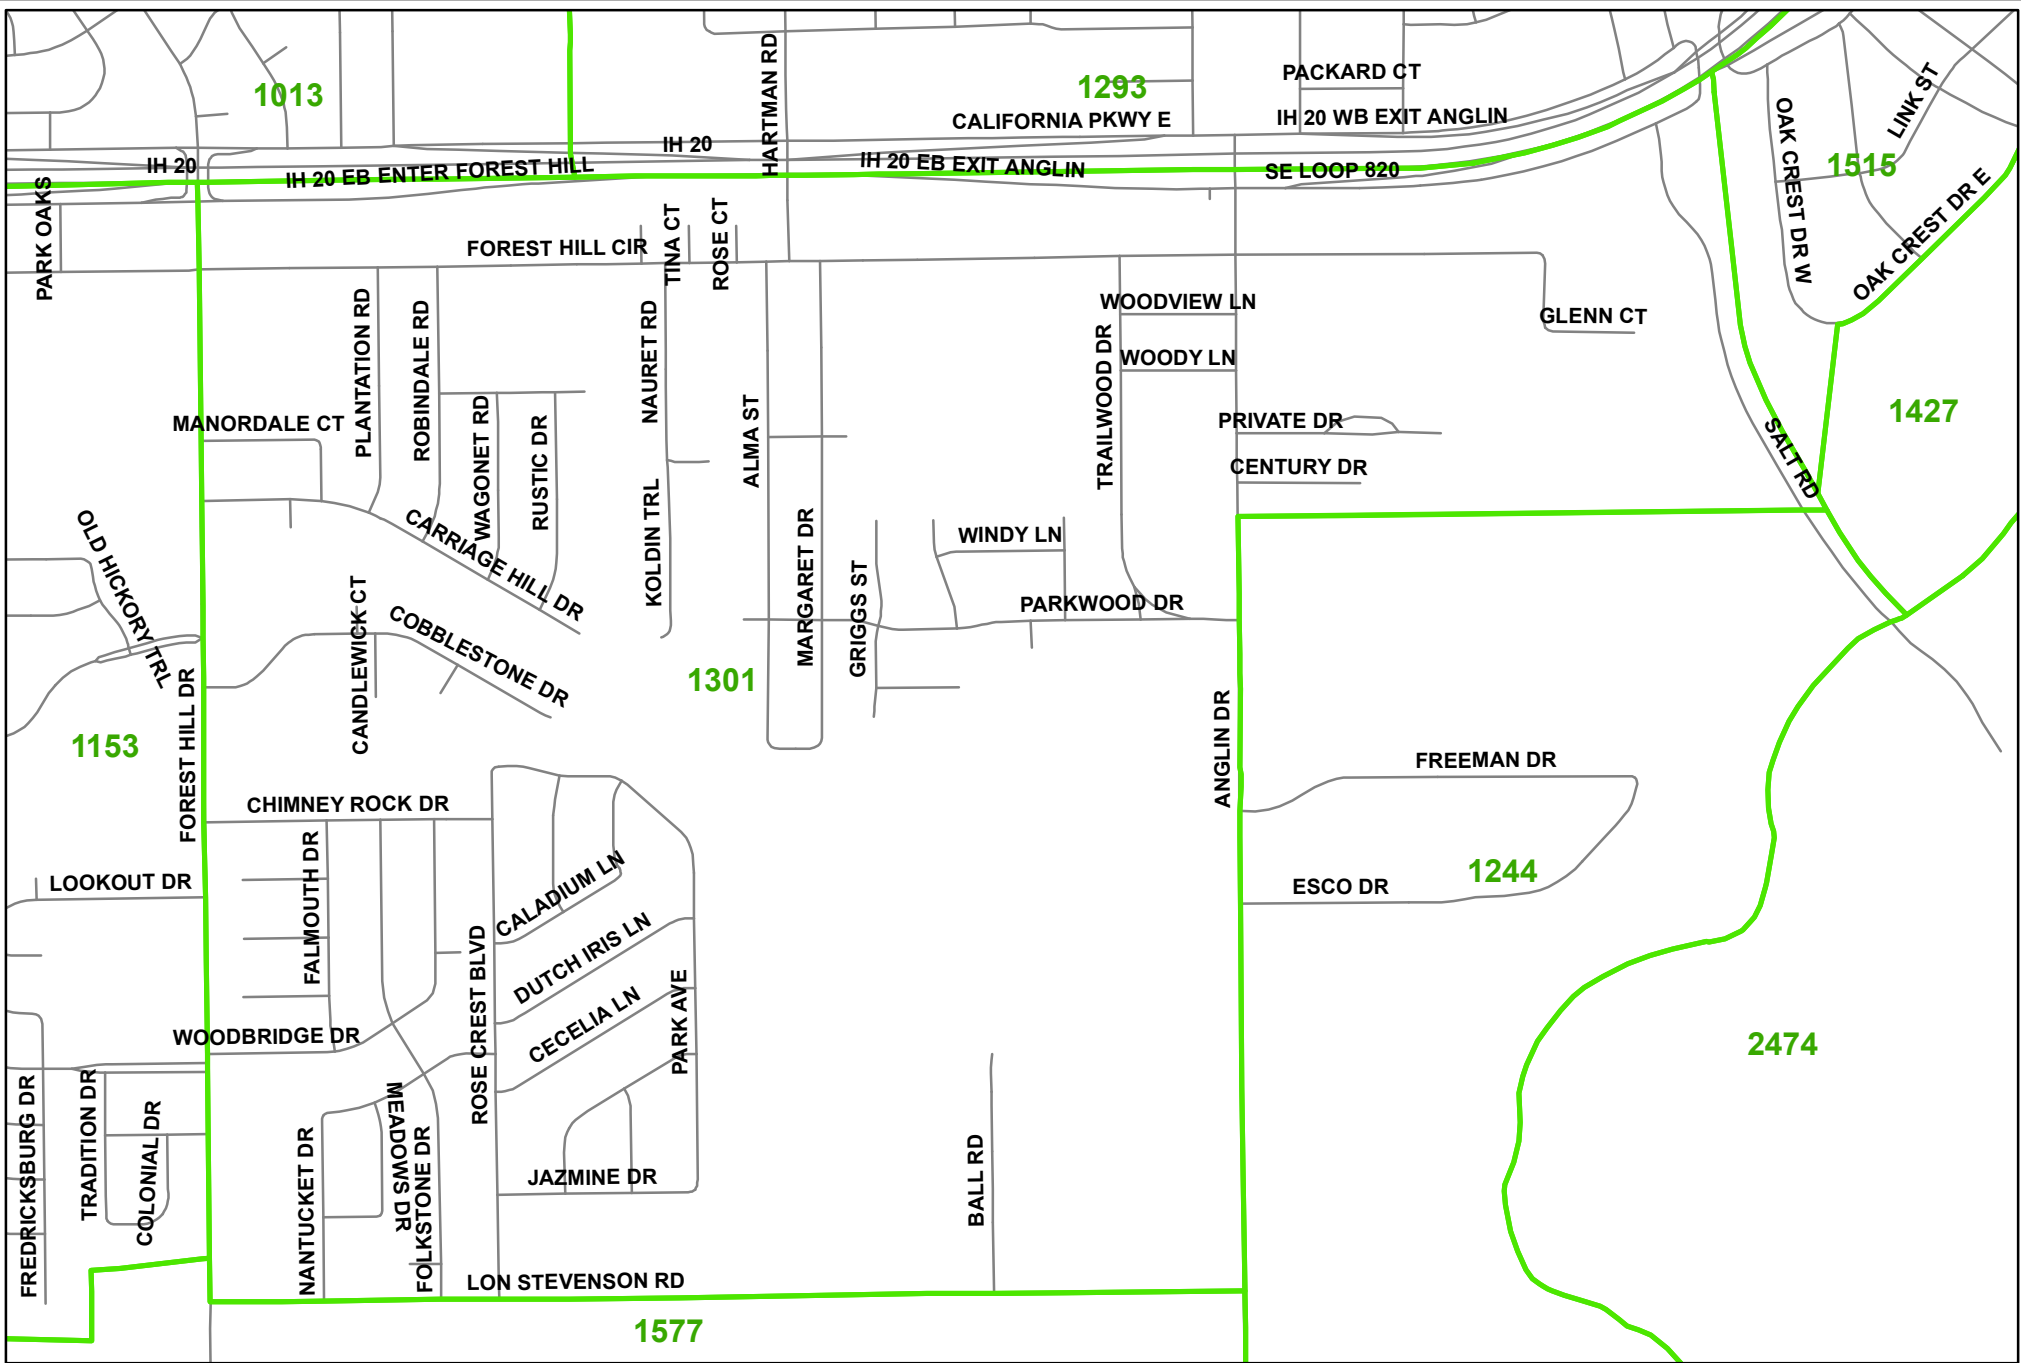 HARTMAN RD
PACKARD CT
1013
1293
LINK ST
OAK CREST DR W
CALIFORNIA PKWY E
IH 20 WB EXIT ANGLIN
IH 20
IH 20
IH 20 EB ENTER FOREST HILL
IH 20 EB EXIT ANGLIN
SE LOOP 820
1515
PARK OAKS
OAK CREST DR E
FOREST HILL CIR
TINA CT
ROSE CT
WOODVIEW LN
GLENN CT
PLANTATION RD
ROBINDALE RD
NAURET RD
TRAILWOOD DR
WOODY LN
MANORDALE CT
WAGONET RD
RUSTIC DR
ALMA ST
PRIVATE DR
1427
SALT RD
CENTURY DR
OLD HICKORY TRL
CARRIAGE HILL DR
KOLDIN TRL
MARGARET DR
GRIGGS ST
WINDY LN
CANDLEWICK CT
COBBLESTONE DR
PARKWOOD DR
1301
FOREST HILL DR
1153
ANGLIN DR
FREEMAN DR
CHIMNEY ROCK DR
FALMOUTH DR
CALADIUM LN
LOOKOUT DR
1244
ESCO DR
ROSE CREST BLVD
DUTCH IRIS LN
CECELIA LN
PARK AVE
WOODBRIDGE DR
2474
FREDRICKSBURG DR
TRADITION DR
COLONIAL DR
NANTUCKET DR
MEADOWS DR
FOLKSTONE DR
JAZMINE DR
BALL RD
LON STEVENSON RD
1577